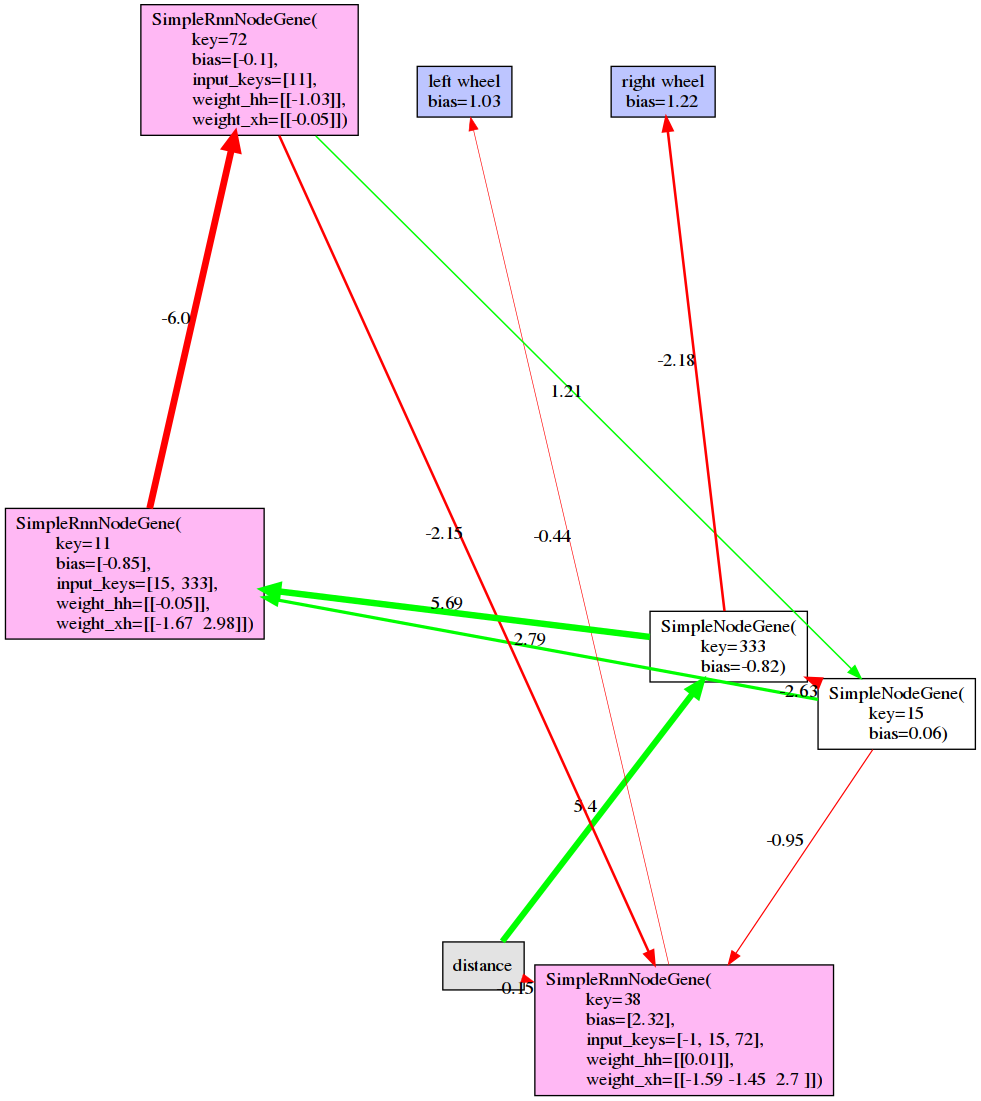 SimpleRnnNodeGene(
key=72
bias=[-0.1],
input_keys=[11],
weight_hh=[[-1.03]],
weight_xh=[[-0.05]])
left wheel
bias=1.03
right wheel
bias=1.22
-6.0
-2.18
1.21
-2.15
-0.44
SimpleRnnNodeGene(
key=11
bias=[-0.85],
input_keys=[15, 333],
weight_hh=[[-0.05]],
weight_xh=[[-1.67 2.98]])
5.69
2.79
SimpleNodeGene(
key=333
bias=-0.82)
-2.63
SimpleNodeGene(
key=15
bias=0.06)
5.4
-0.95
distance
-0.15
SimpleRnnNodeGene(
key=38
bias=[2.32],
input_keys=[-1, 15, 72],
weight_hh=[[0.01]],
weight_xh=[[-1.59 -1.45 2.7 ]])